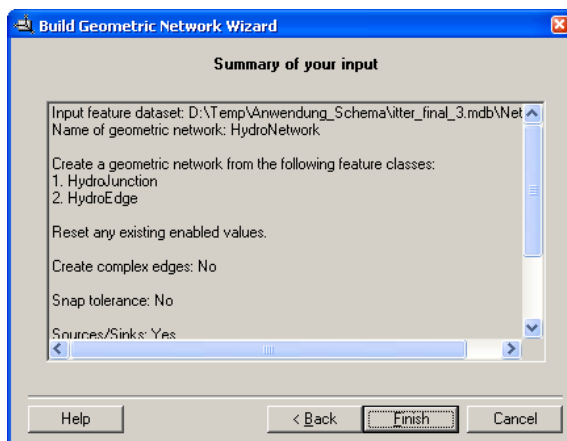 Build Geometric Network Wizard
Summary of your input
Input feature dataset: D:\Temp\Anwendung_Schema\itter_final_3.mdb\Net
Name of geometric network: HydroNetwork
Create a geometric network from the following feature classes:
1. HydroJunction
2. HydroEdge
Reset any existing enabled values.
Create complex edges: No
Snap tolerance: No
Sources/Sinks: Yes
Help
< Back
Finish
Cancel